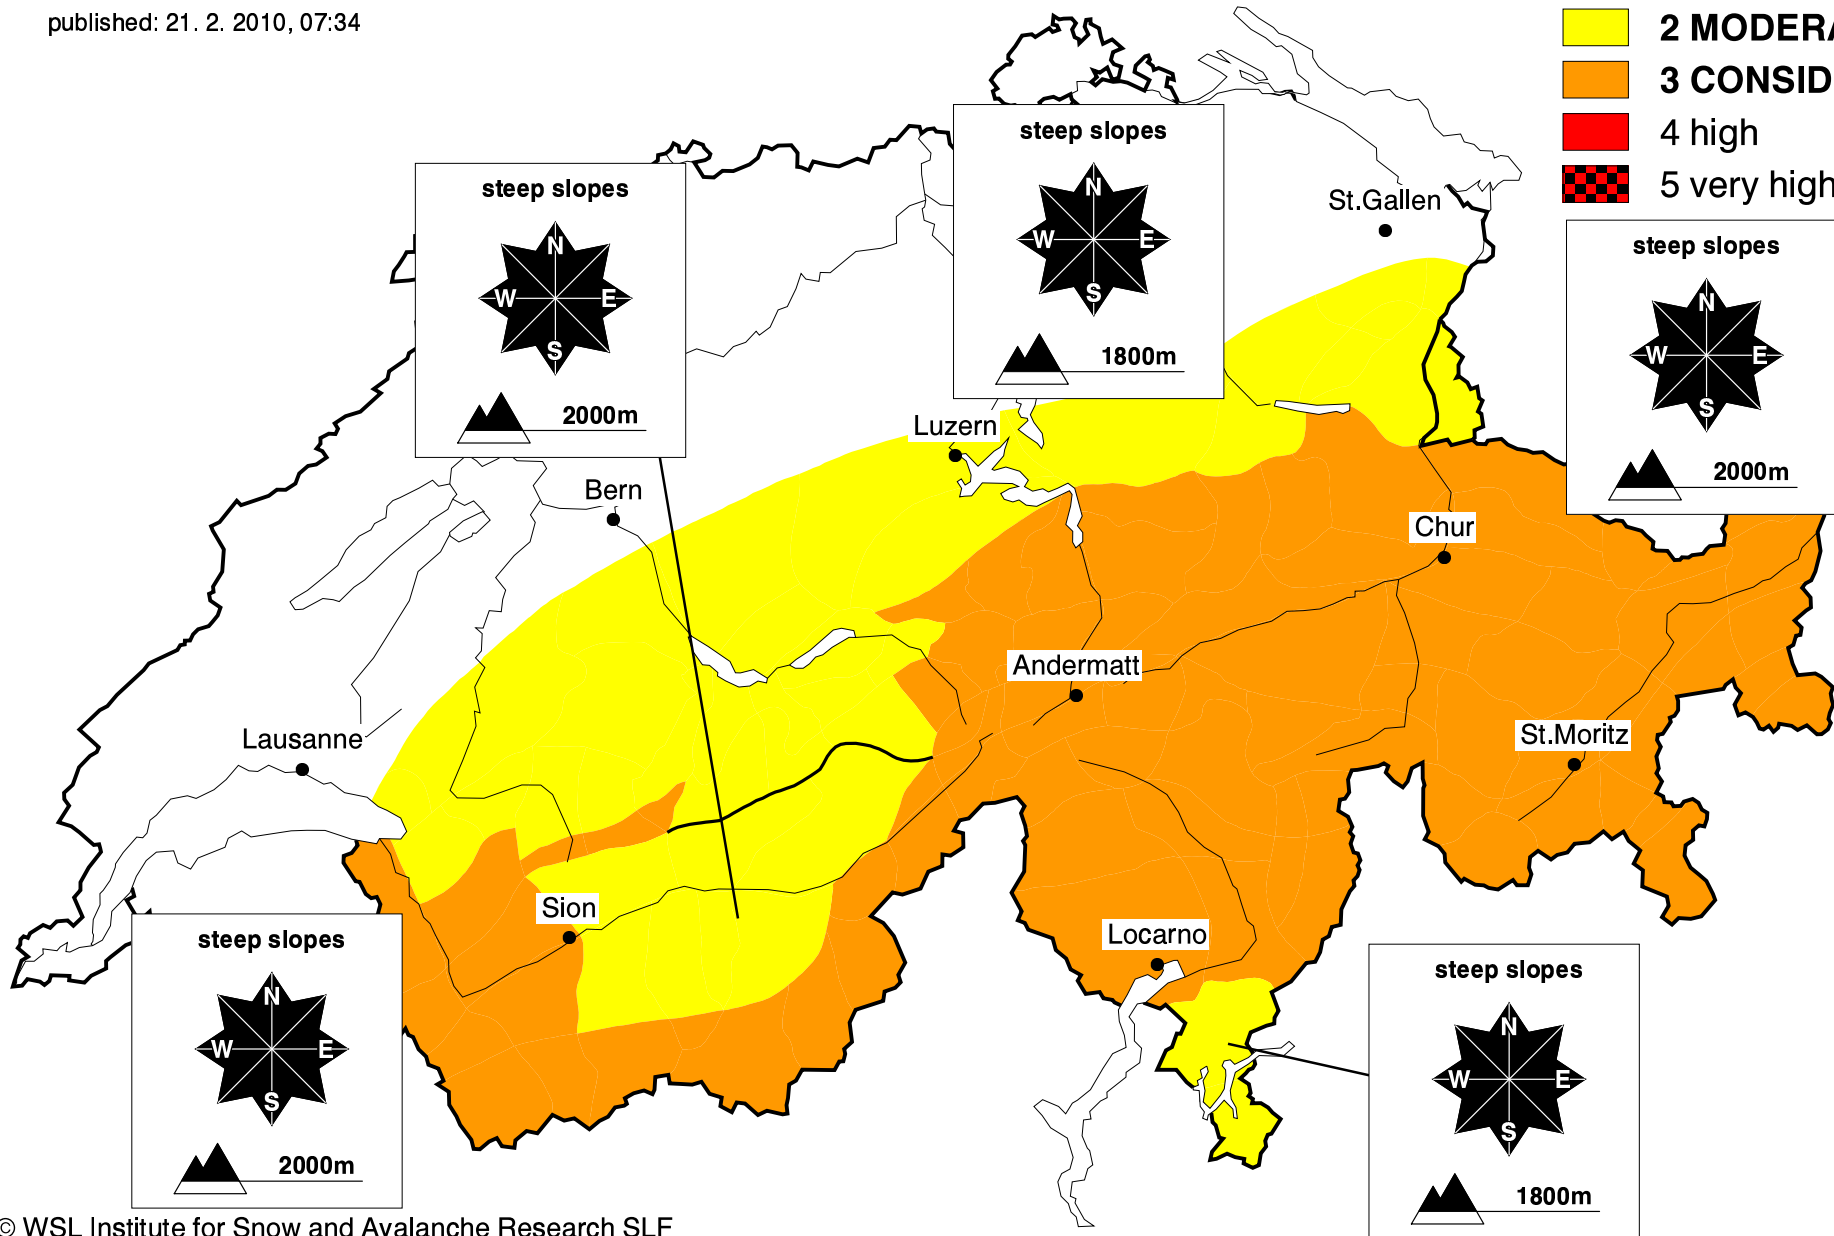 published: 21. 2. 2010, 07:34
2 MODERA
3 CONSID
4 high
5 very high
steep slopes
N
W E
S
1800m
steep slopes
N
W E
S
2000m
St.Gallen
steep slopes
N
W E
S
2000m
Luzern
Bern
Chur
Andermatt
Lausanne
St.Moritz
Sion
Locarno
steep slopes
N
W E
S
2000m
steep slopes
N
W E
S
1800m
© WSL Institute for Snow and Avalanche Research SLF